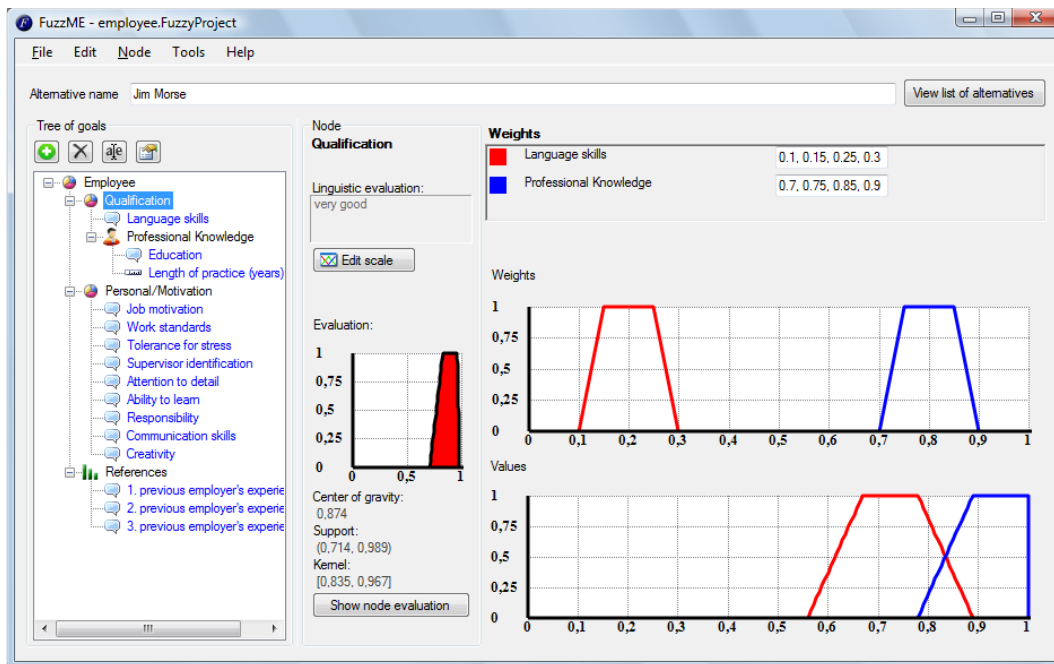 FuzzME - employee.FuzzyProject
File Edit Node Tools Help
Alternative name Jim Morse View list of alternatives
Tree of goals
Employee
Qualification
Language skills
Professional Knowledge
Education
Length of practice (years)
Personal/Motivation
Job motivation
Work standards
Tolerance for stress
Supervisor identification
Attention to detail
Ability to learn
Responsibility
Communication skills
Creativity
References
1. previous employer's experie
2. previous employer's experie
3. previous employer's experie
Node
Qualification
Linguistic evaluation:
very good
Edit scale
Evaluation:
1
0,75
0,5
0,25
0
0 0,5 1
Center of gravity:
0,874
Support:
(0,714, 0,989)
Kernel:
[0,835, 0,967]
Show node evaluation
Weights
Language skills 0.1, 0.15, 0.25, 0.3
Professional Knowledge 0.7, 0.75, 0.85, 0.9
Weights
1
0,75
0,5
0,25
0
0 0,1 0,2 0,3 0,4 0,5 0,6 0,7 0,8 0,9 1
Values
1
0,75
0,5
0,25
0
0 0,1 0,2 0,3 0,4 0,5 0,6 0,7 0,8 0,9 1